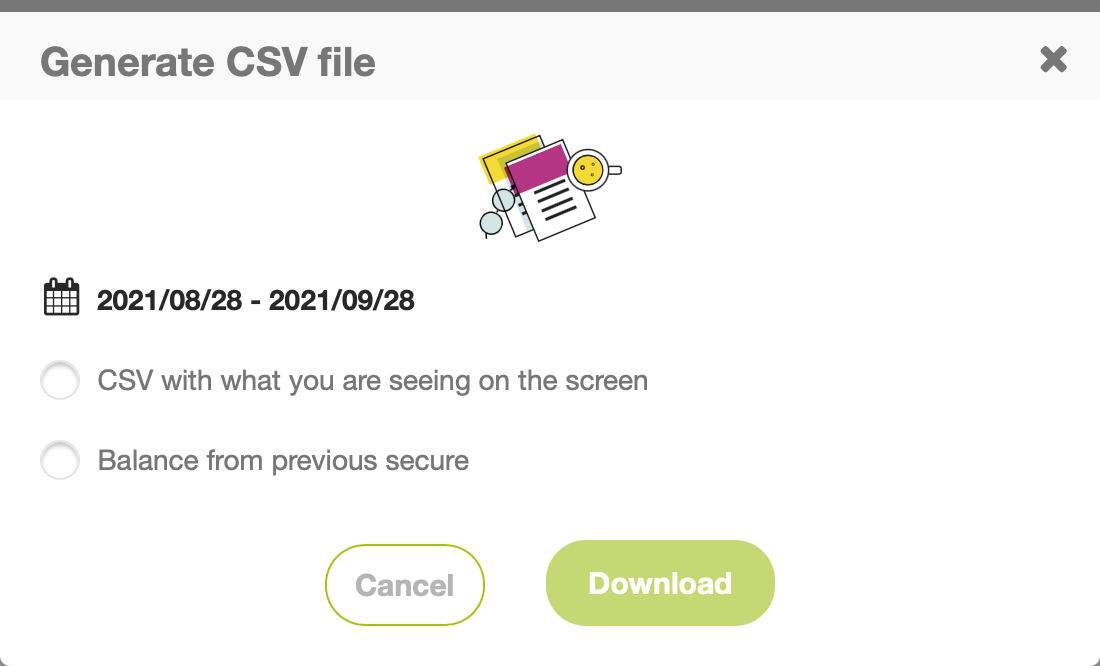 Generate CSV file
2021/08/28 - 2021/09/28
CSV with what you are seeing on the screen
Balance from previous secure
Cancel
Download